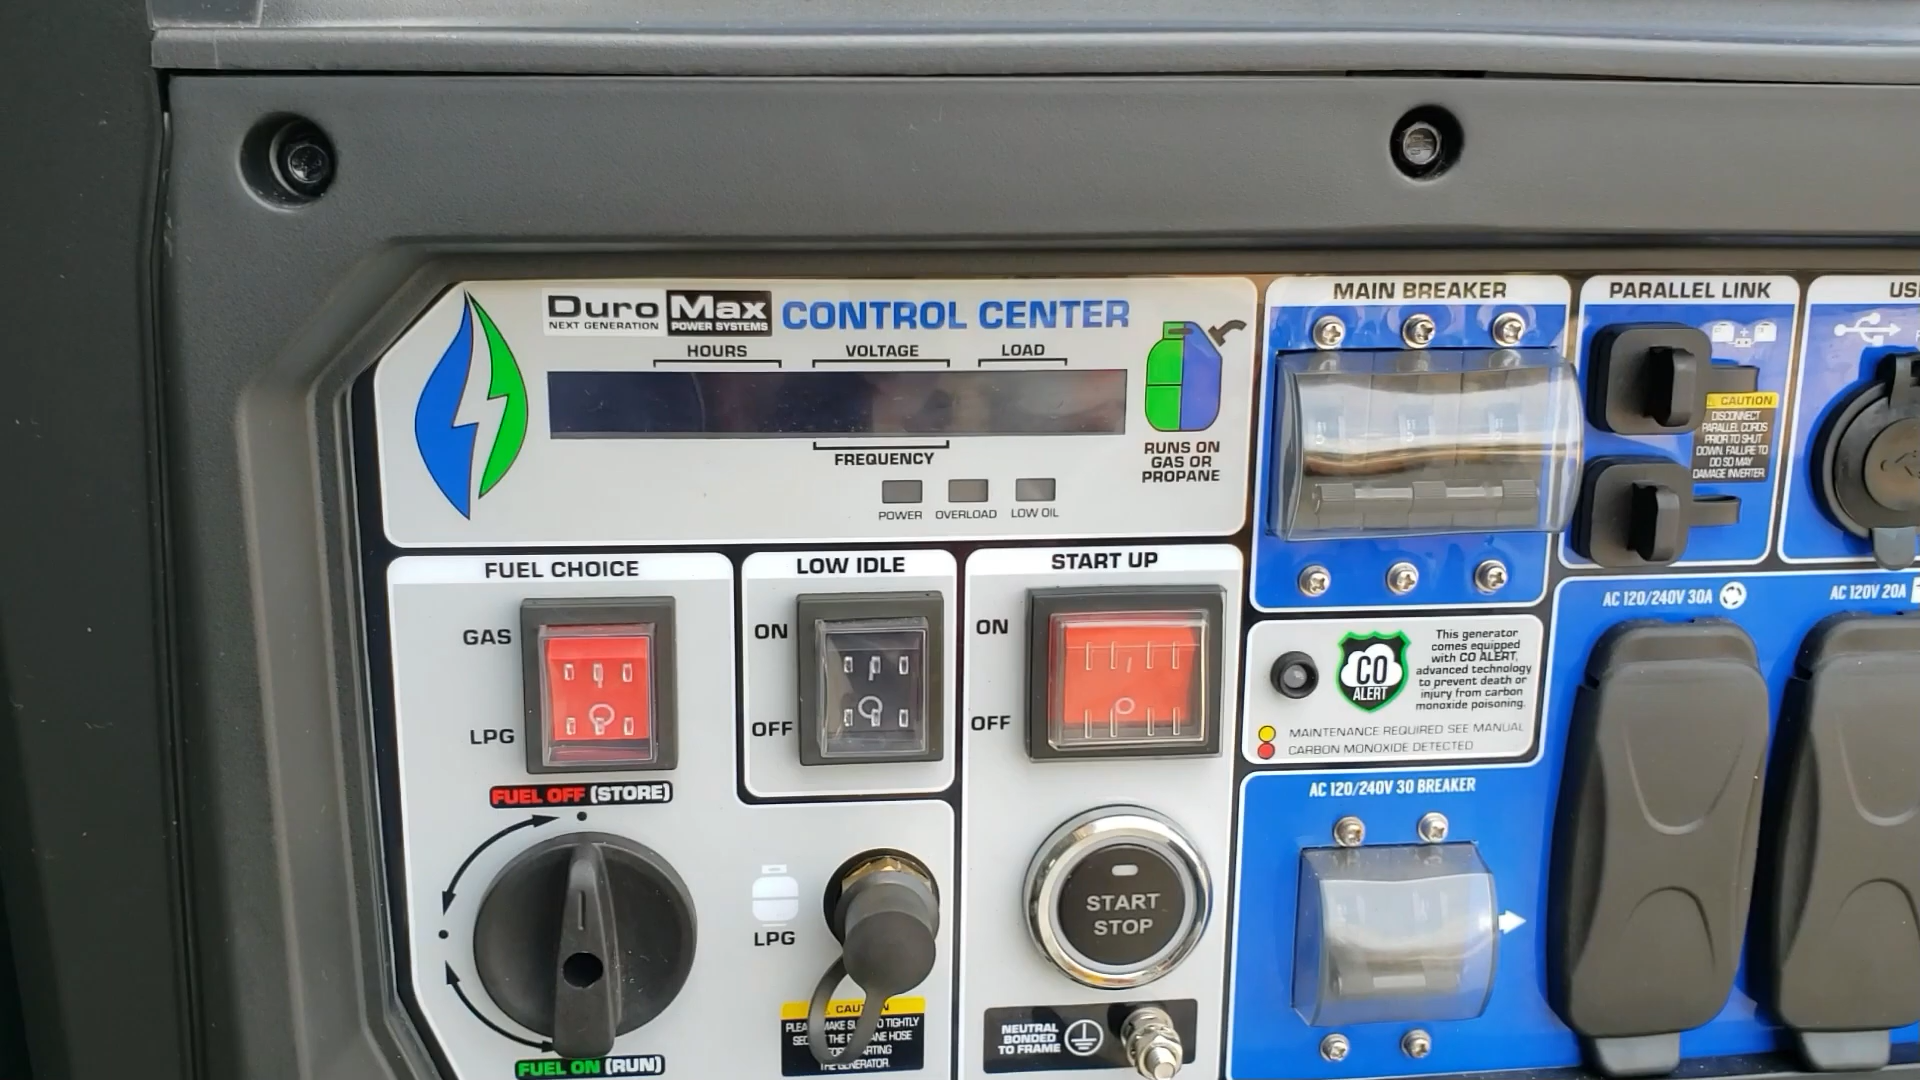 DuroMax CONTROL CENTER
NEXT GENERATION POWER SYSTEMS
HOURS VOLTAGE LOAD
FREQUENCY
RUNS ON
GAS OR
PROPANE
POWER OVERLOAD LOW OIL
MAIN BREAKER
PARALLEL LINK
CAUTION
DISCONNECT
PARALLEL CORDS
PRIOR TO SHUT
DOWN. FAILURE TO
DO SO MAY
DAMAGE INVERTER.
FUEL CHOICE
GAS
LPG
FUEL OFF (STORE)
FUEL ON (RUN)
LOW IDLE
ON
OFF
START UP
ON
OFF
START
STOP
LPG
CAUTION
NEUTRAL
BONDED
TO FRAME
CO
ALERT
This generator
comes equipped
with CO ALERT,
advanced technology
to prevent death or
injury from carbon
monoxide poisoning.
MAINTENANCE REQUIRED SEE MANUAL
CARBON MONOXIDE DETECTED
AC 120/240V 30 BREAKER
AC 120/240V 30A
AC 120V 20A